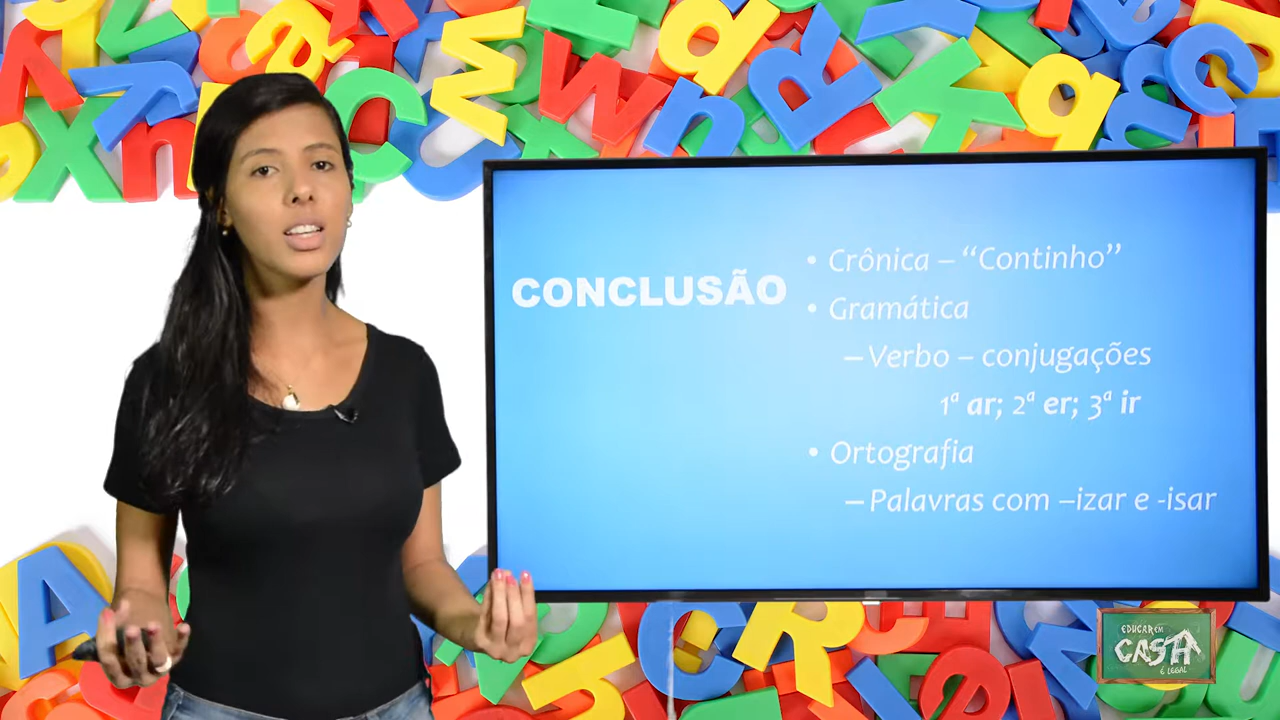 CONCLUSÃO
• Crônica – “Continho”
• Gramática
– Verbo – conjugações
1ª ar; 2ª er; 3ª ir
• Ortografia
– Palavras com –izar e -isar
EDUCAR EM
CASA
É LEGAL